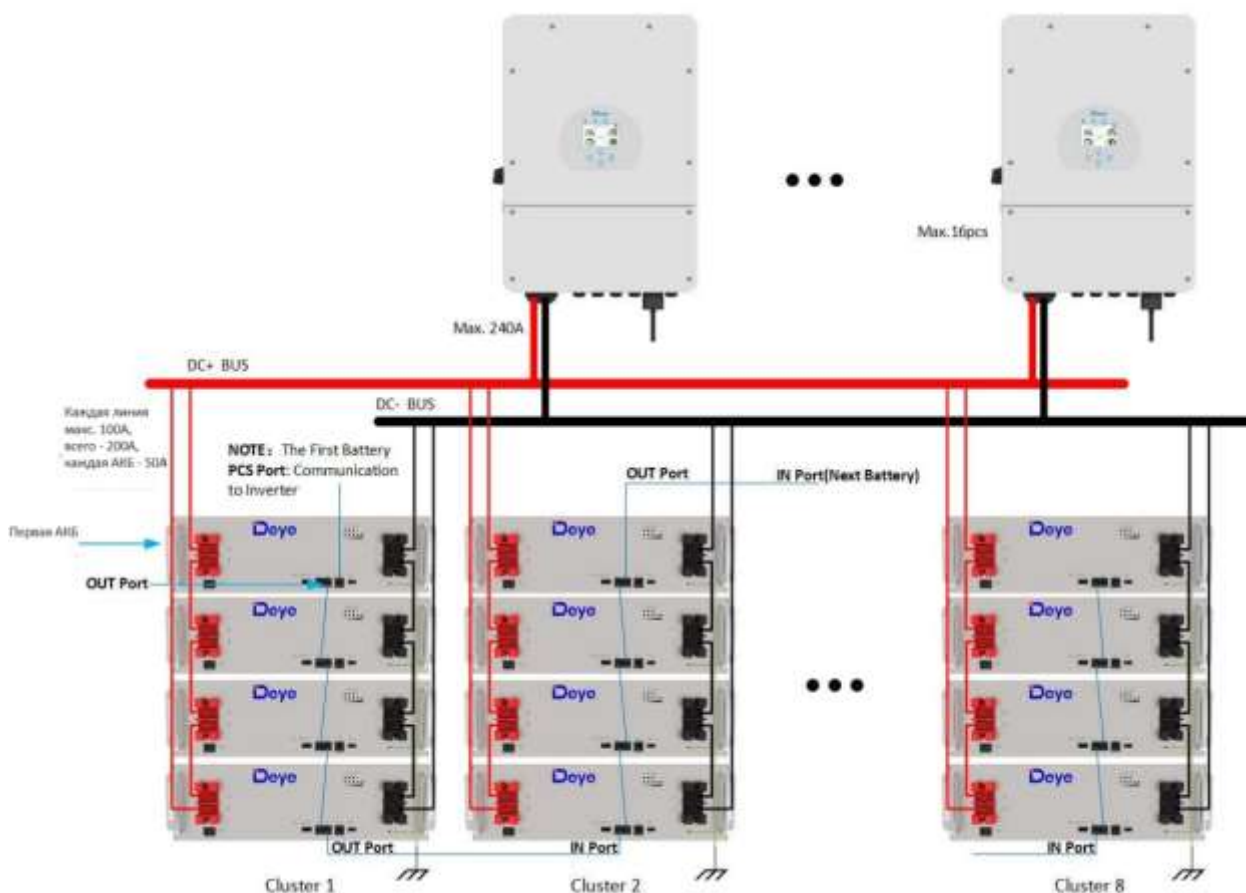 Max.16pcs
Max. 240A
DC+ BUS
DC- BUS
Каждая линия
макс. 100А,
всего - 200А,
каждая АКБ - 50А
NOTE: The First Battery
PCS Port: Communication
to Inverter
OUT Port
IN Port(Next Battery)
Первая АКБ
Deye
Deye
Deye
OUT Port
Deye
Deye
Deye
Deye
Deye
Deye
Deye
Deye
Deye
OUT Port
IN Port
IN Port
Cluster 1
Cluster 2
Cluster 8